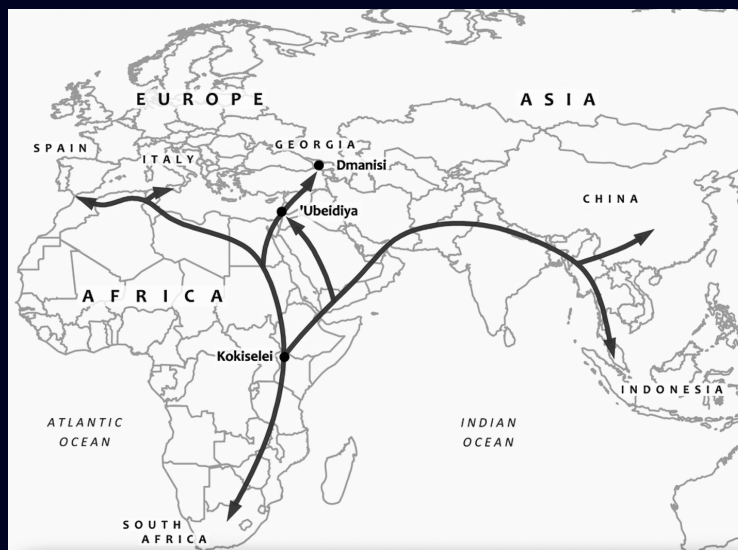 EUROPE
ASIA
SPAIN
GEORGIA
ITALY
Dmanisi
CHINA
'Ubeidiya
AFRICA
Kokiselei
INDONESIA
ATLANTIC
OCEAN
INDIAN
OCEAN
SOUTH
AFRICA